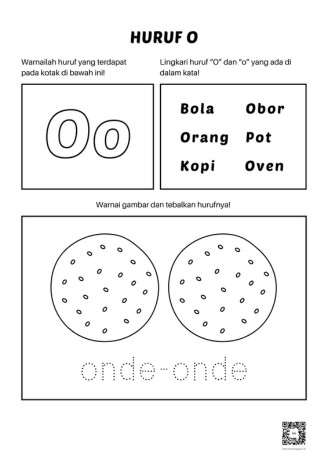 HURUF O
Warnailah huruf yang terdapat
pada kotak di bawah ini!
Lingkari huruf "O" dan "o" yang ada di
dalam kata!
Oo
Bola Obor
Orang Pot
Kopi Oven
Warnai gambar dan tebalkan hurufnya!
onde-onde